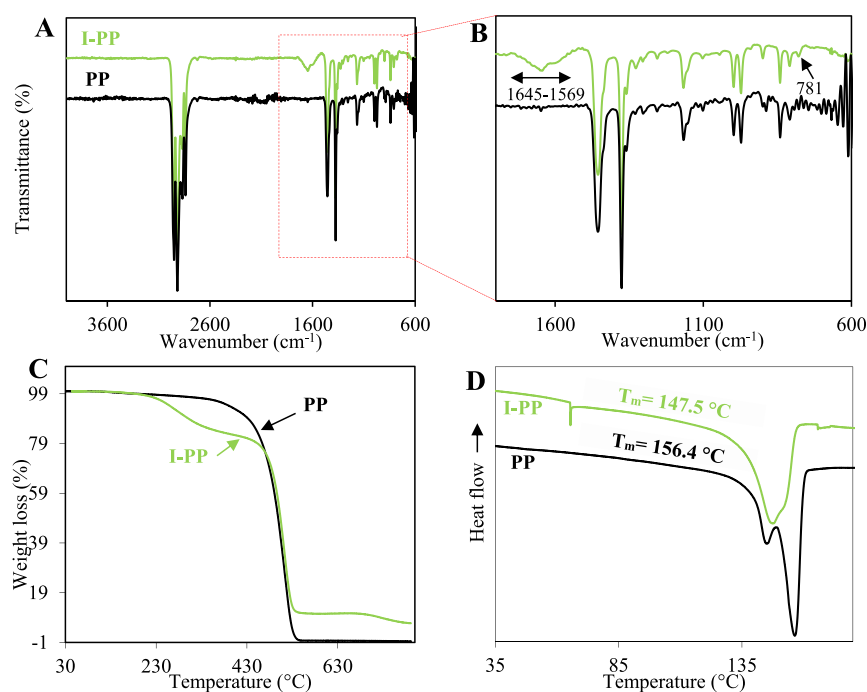 A
I-PP
PP
Transmittance (%)
3600
2600
1600
600
Wavenumber (cm⁻¹)
B
1645-1569
781
1600
1100
600
Wavenumber (cm⁻¹)
C
99
79
59
39
19
-1
Weight loss (%)
PP
I-PP
30
230
430
630
Temperature (°C)
D
Tm= 147.5 °C
I-PP
Tm= 156.4 °C
PP
Heat flow
35
85
135
Temperature (°C)